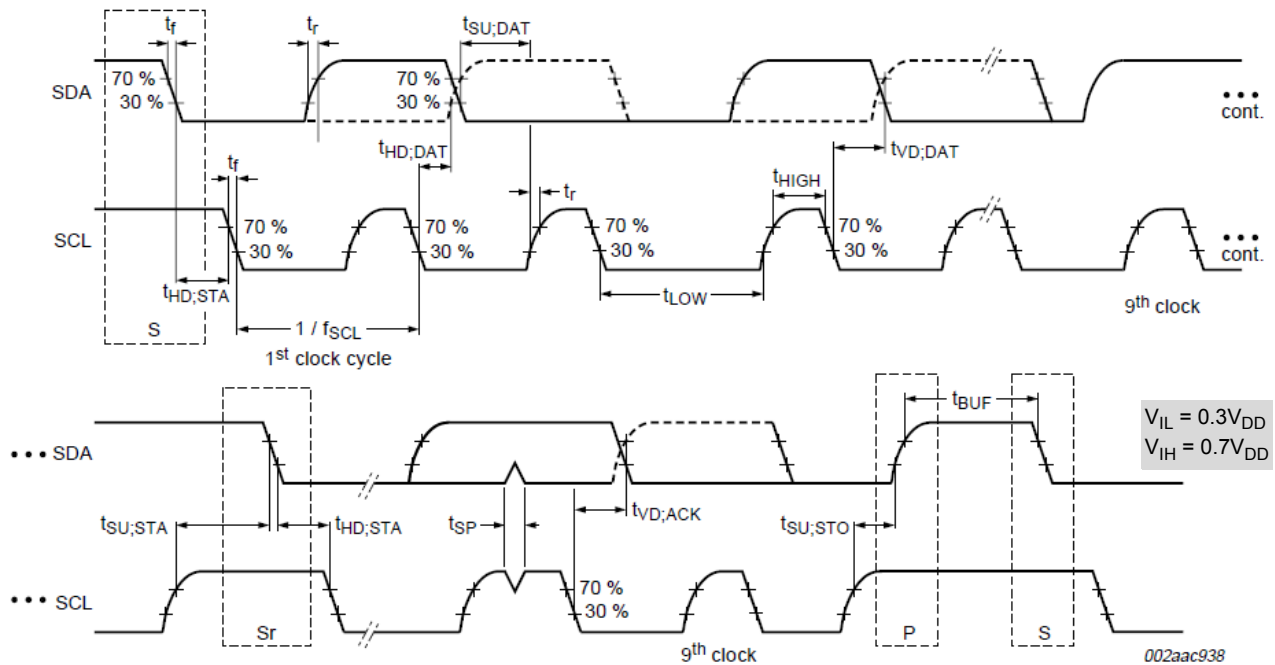 tf
tr
tSU;DAT
70 %
30 %
70 %
30 %
SDA
cont.
tHD;DAT
tVD;DAT
tf
tr
tHIGH
70 %
30 %
70 %
30 %
70 %
30 %
70 %
30 %
SCL
cont.
tHD;STA
tLOW
9th clock
S
1 / fSCL
1st clock cycle
tBUF
VIL = 0.3VDD
VIH = 0.7VDD
SDA
tSU;STA
tHD;STA
tSP
tVD;ACK
tSU;STO
70 %
30 %
SCL
Sr
P
S
9th clock
002aac938